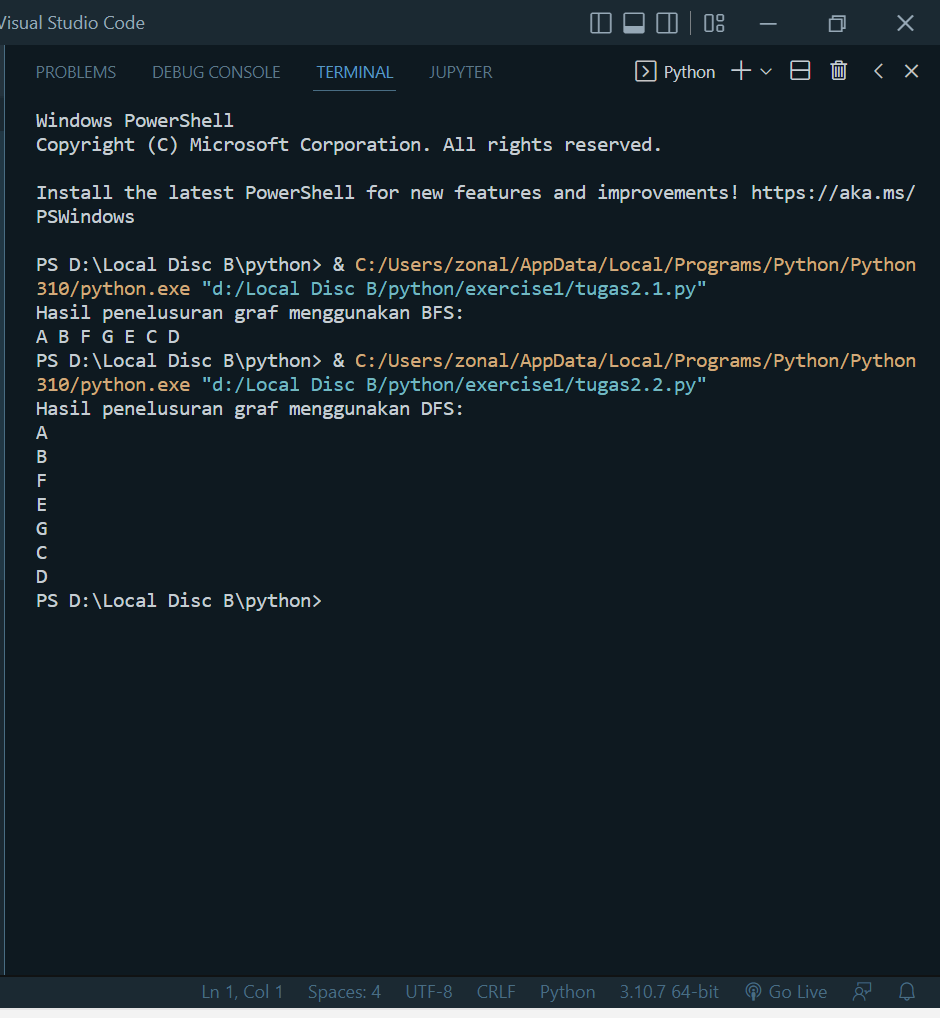 Visual Studio Code
PROBLEMS DEBUG CONSOLE TERMINAL JUPYTER Python
Windows PowerShell
Copyright (C) Microsoft Corporation. All rights reserved.
Install the latest PowerShell for new features and improvements! https://aka.ms/
PSWindows
PS D:\Local Disc B\python> & C:/Users/zonal/AppData/Local/Programs/Python/Python
310/python.exe "d:/Local Disc B/python/exercise1/tugas2.1.py"
Hasil penelusuran graf menggunakan BFS:
A B F G E C D
PS D:\Local Disc B\python> & C:/Users/zonal/AppData/Local/Programs/Python/Python
310/python.exe "d:/Local Disc B/python/exercise1/tugas2.2.py"
Hasil penelusuran graf menggunakan DFS:
A
B
F
E
G
C
D
PS D:\Local Disc B\python>
Ln 1, Col 1 Spaces: 4 UTF-8 CRLF Python 3.10.7 64-bit Go Live